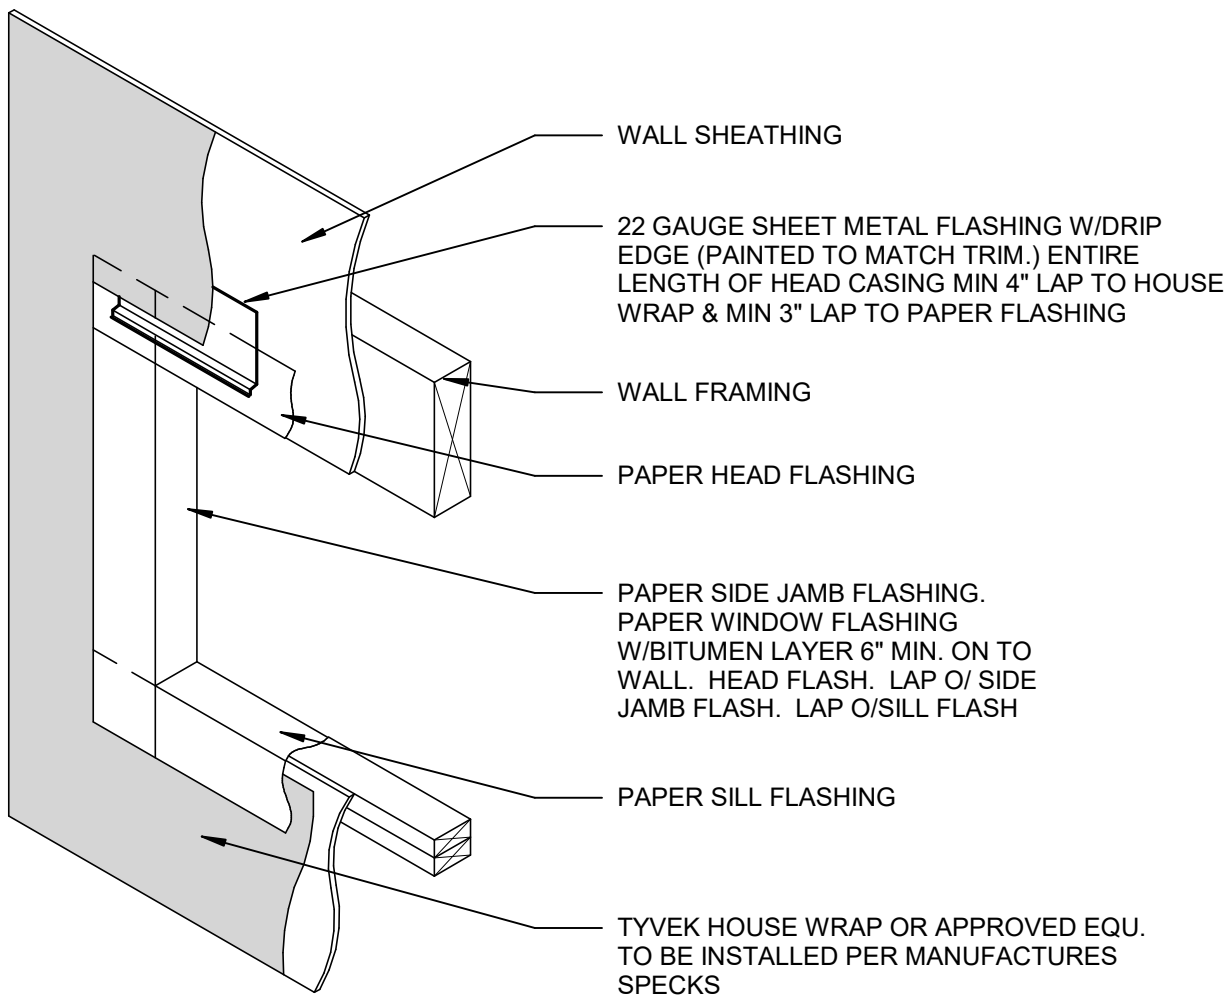 WALL SHEATHING
22 GAUGE SHEET METAL FLASHING W/DRIP
EDGE (PAINTED TO MATCH TRIM.) ENTIRE
LENGTH OF HEAD CASING MIN 4" LAP TO HOUSE
WRAP & MIN 3" LAP TO PAPER FLASHING
WALL FRAMING
PAPER HEAD FLASHING
PAPER SIDE JAMB FLASHING.
PAPER WINDOW FLASHING
W/BITUMEN LAYER 6" MIN. ON TO
WALL. HEAD FLASH. LAP O/ SIDE
JAMB FLASH. LAP O/SILL FLASH
PAPER SILL FLASHING
TYVEK HOUSE WRAP OR APPROVED EQU.
TO BE INSTALLED PER MANUFACTURES
SPECKS